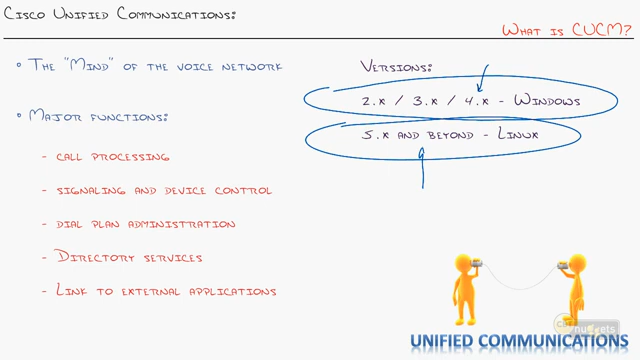 Cisco Unified Communications:
What is CUCM?
• The "Mind" of the voice network
• Major functions:
- call processing
- signaling and device control
- dial plan administration
- Directory services
- Link to external applications
Versions:
2.x / 3.x / 4.x - Windows
5.x and beyond - Linux
UNIFIED COMMUNICATIONS